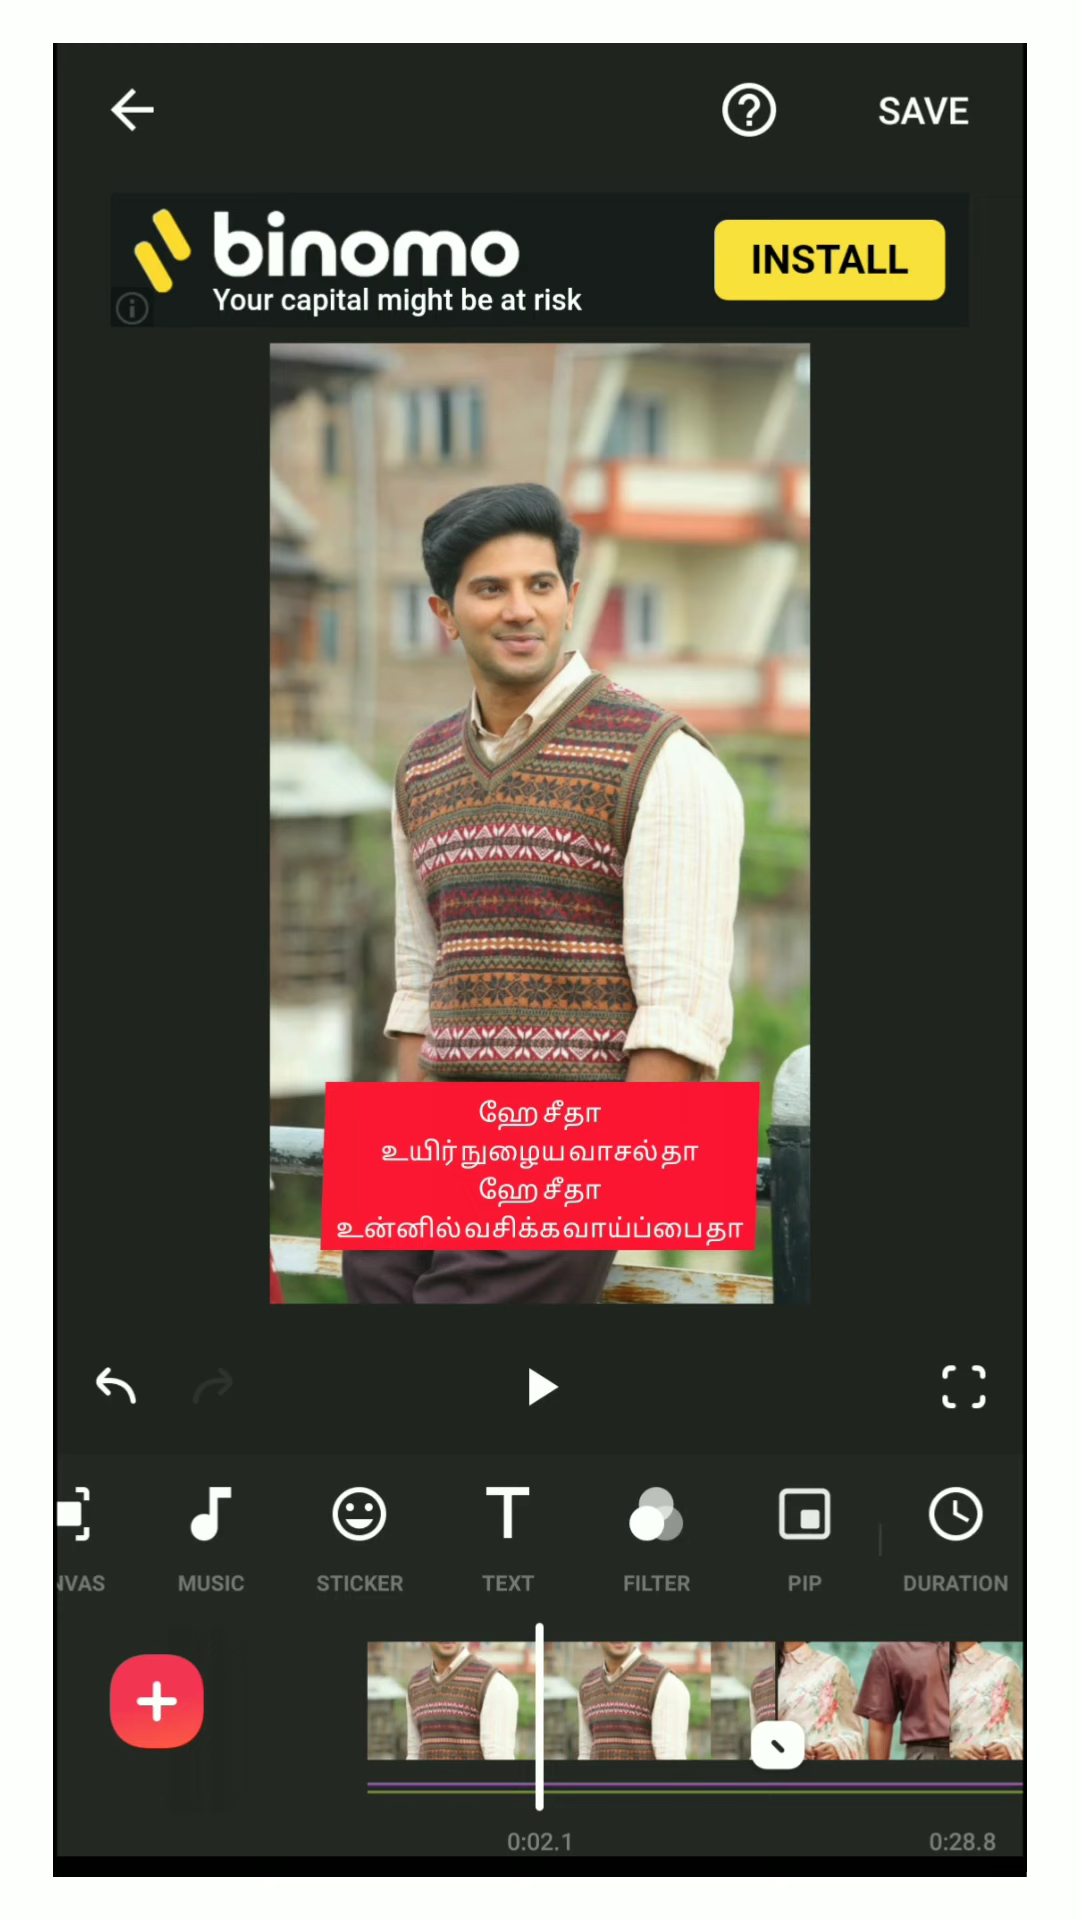 SAVE
binomo
Your capital might be at risk
INSTALL
ஹே சீதா
உயிர் நுழைய வாசல் தா
ஹே சீதா
உன்னில் வசிக்க வாய்ப்பை தா
NVAS
MUSIC
STICKER
TEXT
FILTER
PIP
DURATION
0:02.1
0:28.8